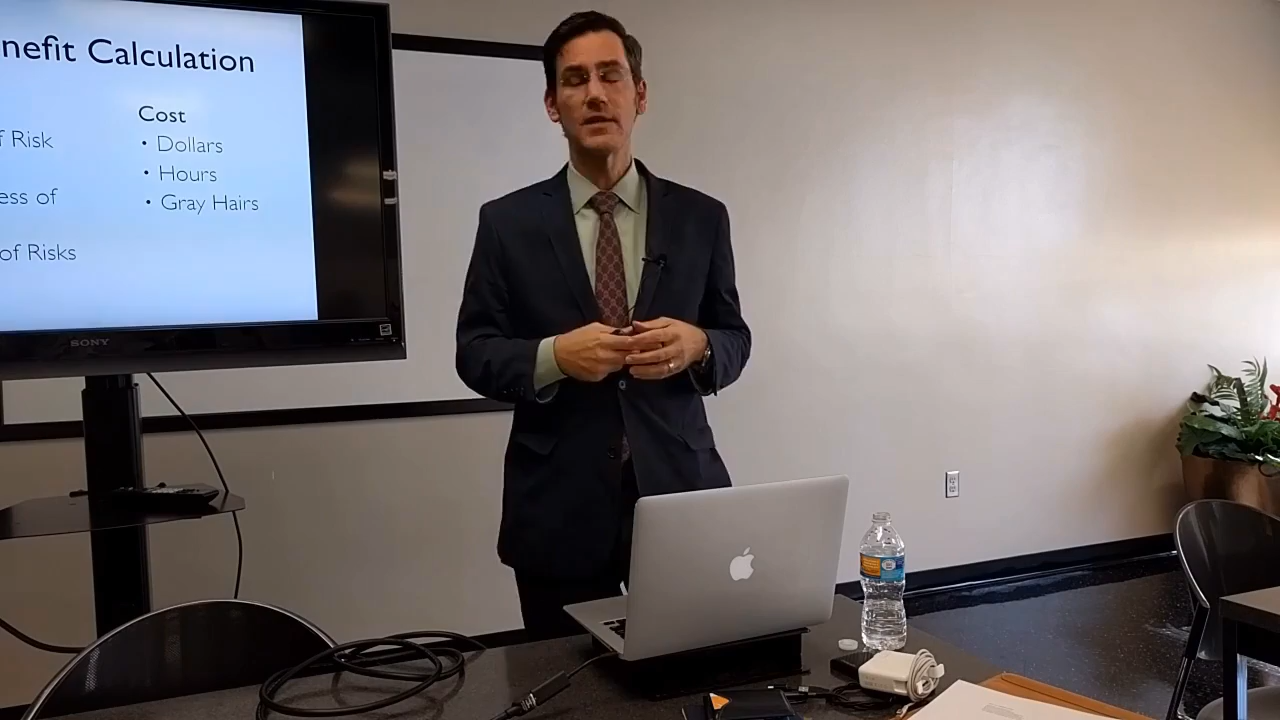 nefit Calculation
f Risk
ess of
of Risks
Cost
• Dollars
• Hours
• Gray Hairs
SONY